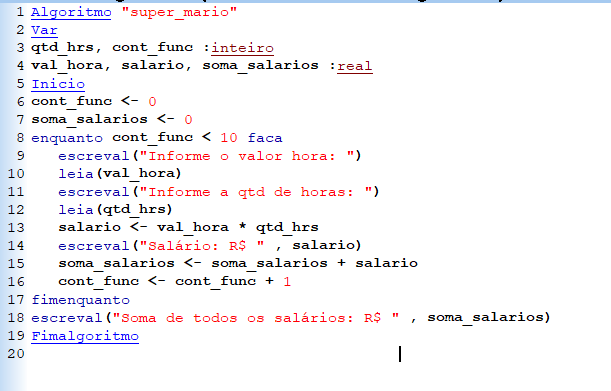 1 Algoritmo "super_mario"
2 Var
3 qtd_hrs, cont_func :inteiro
4 val_hora, salario, soma_salarios :real
5 Inicio
6 cont_func <- 0
7 soma_salarios <- 0
8 enquanto cont_func < 10 faca
9 escreval("Informe o valor hora: ")
10 leia(val_hora)
11 escreval("Informe a qtd de horas: ")
12 leia(qtd_hrs)
13 salario <- val_hora * qtd_hrs
14 escreval("Salário: R$ " , salario)
15 soma_salarios <- soma_salarios + salario
16 cont_func <- cont_func + 1
17 fimenquanto
18 escreval("Soma de todos os salários: R$ " , soma_salarios)
19 Fimalgoritmo
20